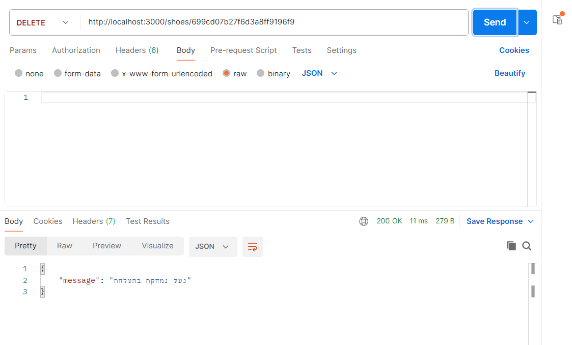 DELETE http://localhost:3000/shoes/699cd07b27f6d3a8ff9196f9 Send
Params Authorization Headers (6) Body Pre-request Script Tests Settings Cookies
none form-data x-www-form-urlencoded raw binary JSON Beautify
1
Body Cookies Headers (7) Test Results 200 OK 11 ms 279 B Save Response
Pretty Raw Preview Visualize JSON
1 {
2 "message": "נעל נמחקה בהצלחה"
3 }